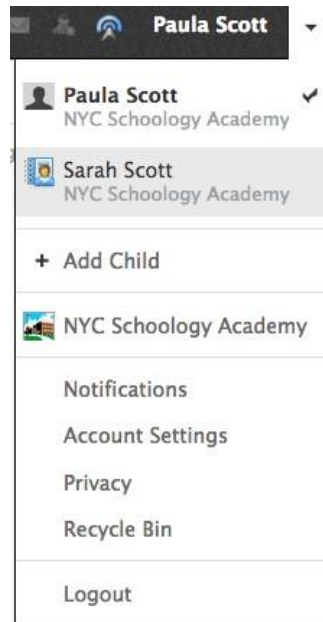 Paula Scott
Paula Scott
NYC Schoology Academy
Sarah Scott
NYC Schoology Academy
+ Add Child
NYC Schoology Academy
Notifications
Account Settings
Privacy
Recycle Bin
Logout